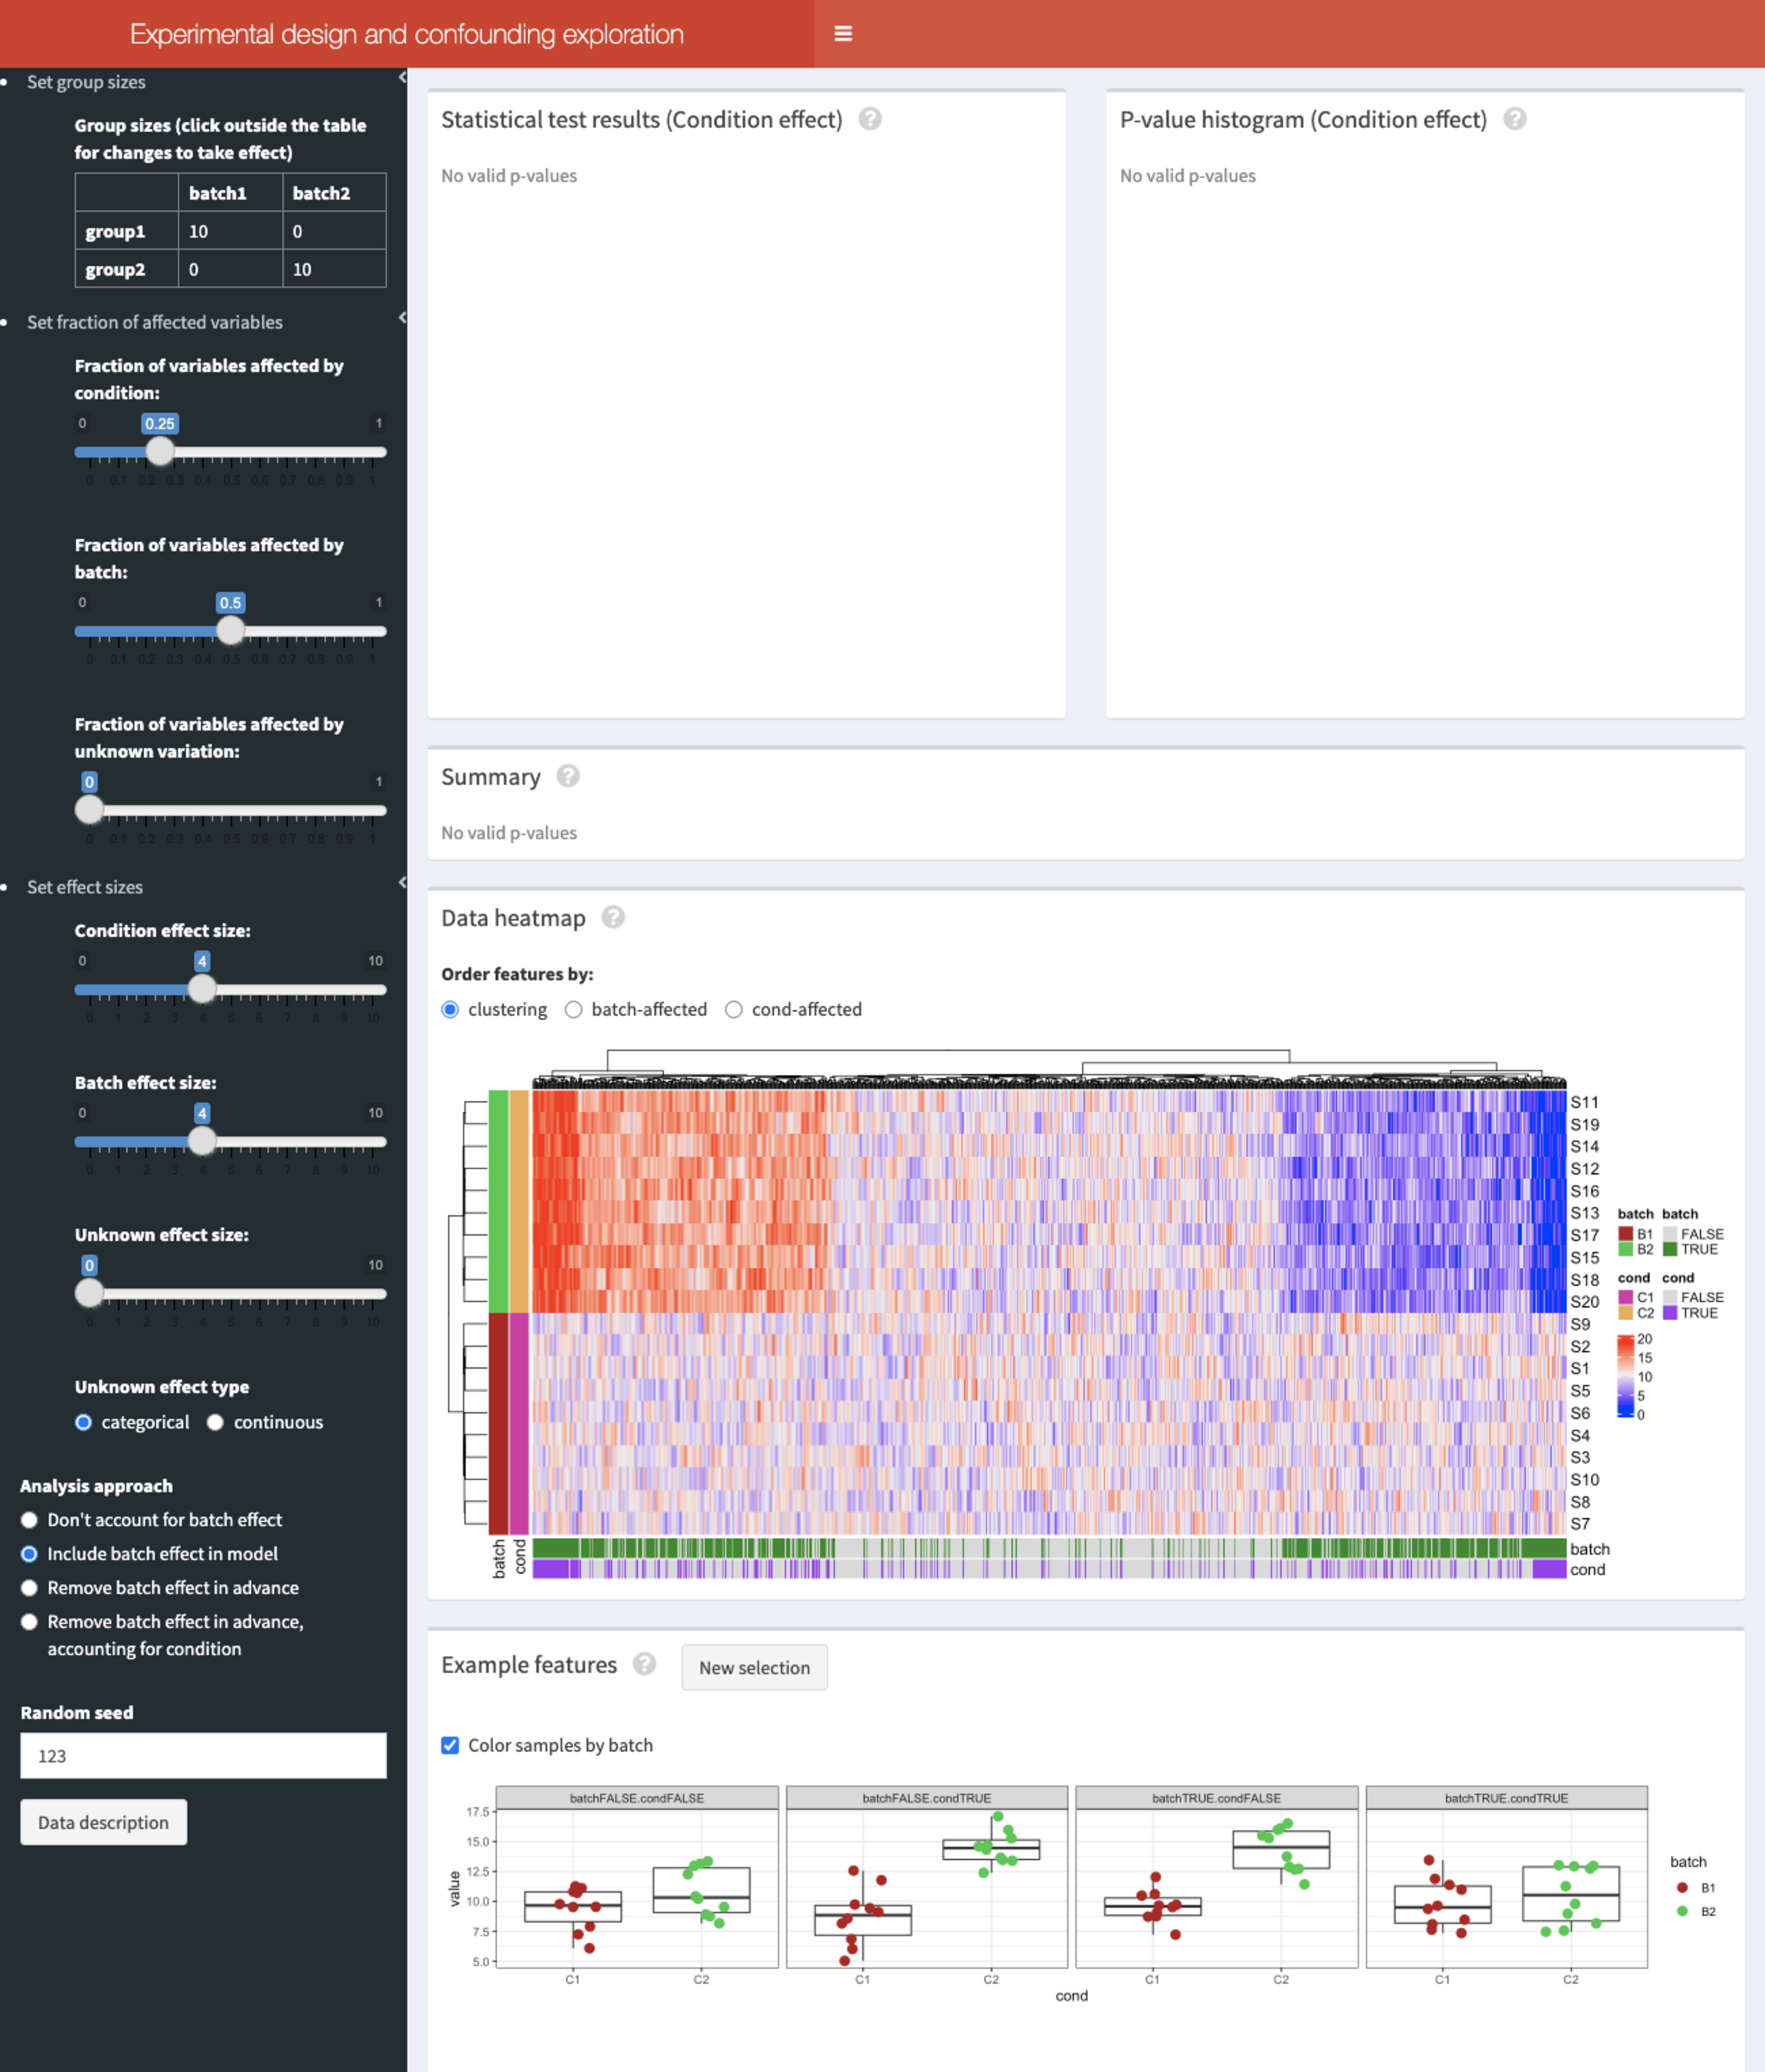 Experimental design and confounding exploration
Set group sizes
Group sizes (click outside the table
for changes to take effect)
batch1 batch2
group1 10 0
group2 0 10
Set fraction of affected variables
Fraction of variables affected by
condition:
0 0.25 1
0 0.1 0.2 0.3 0.4 0.5 0.6 0.7 0.8 0.9 1
Fraction of variables affected by
batch:
0 0.5 1
0 0.1 0.2 0.3 0.4 0.5 0.6 0.7 0.8 0.9 1
Fraction of variables affected by
unknown variation:
0 1
0 0.1 0.2 0.3 0.4 0.5 0.6 0.7 0.8 0.9 1
Set effect sizes
Condition effect size:
0 4 10
0 1 2 3 4 5 6 7 8 9 10
Batch effect size:
0 4 10
0 1 2 3 4 5 6 7 8 9 10
Unknown effect size:
0 10
0 1 2 3 4 5 6 7 8 9 10
Unknown effect type
categorical continuous
Analysis approach
Don't account for batch effect
Include batch effect in model
Remove batch effect in advance
Remove batch effect in advance,
accounting for condition
Random seed
123
Data description
Statistical test results (Condition effect) ?
No valid p-values
P-value histogram (Condition effect) ?
No valid p-values
Summary ?
No valid p-values
Data heatmap ?
Order features by:
clustering batch-affected cond-affected
S11
S19
S14
S12
S16
S13
S17
S15
S18
S20
S9
S2
S1
S5
S6
S4
S3
S10
S8
S7
batch
cond
batch cond
batch batch
B1 FALSE
B2 TRUE
cond cond
C1 FALSE
C2 TRUE
20
15
10
5
0
Example features ? New selection
Color samples by batch
batchFALSE.condFALSE batchFALSE.condTRUE batchTRUE.condFALSE batchTRUE.condTRUE
17.5
15.0
12.5
10.0
7.5
5.0
value
C1 C2 C1 C2 C1 C2 C1 C2
cond
batch
B1
B2